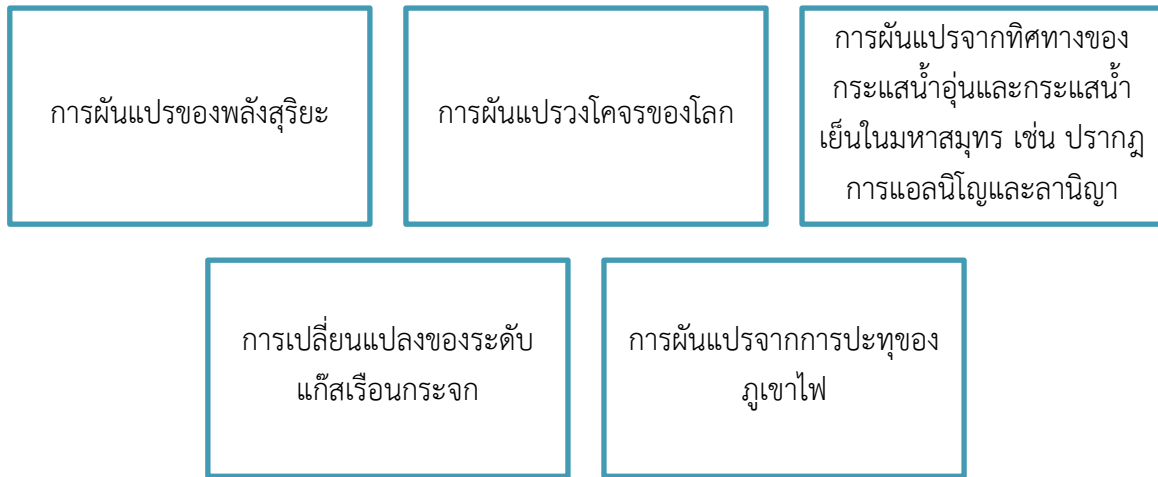 การผันแปรของพลังสุริยะ
การผันแปรวงโคจรของโลก
การผันแปรจากทิศทางของ
กระแสน้ำอุ่นและกระแสน้ำ
เย็นในมหาสมุทร เช่น ปรากฎ
การแอลนิโญและลานิญา
การเปลี่ยนแปลงของระดับ
แก๊สเรือนกระจก
การผันแปรจากการปะทุของ
ภูเขาไฟ